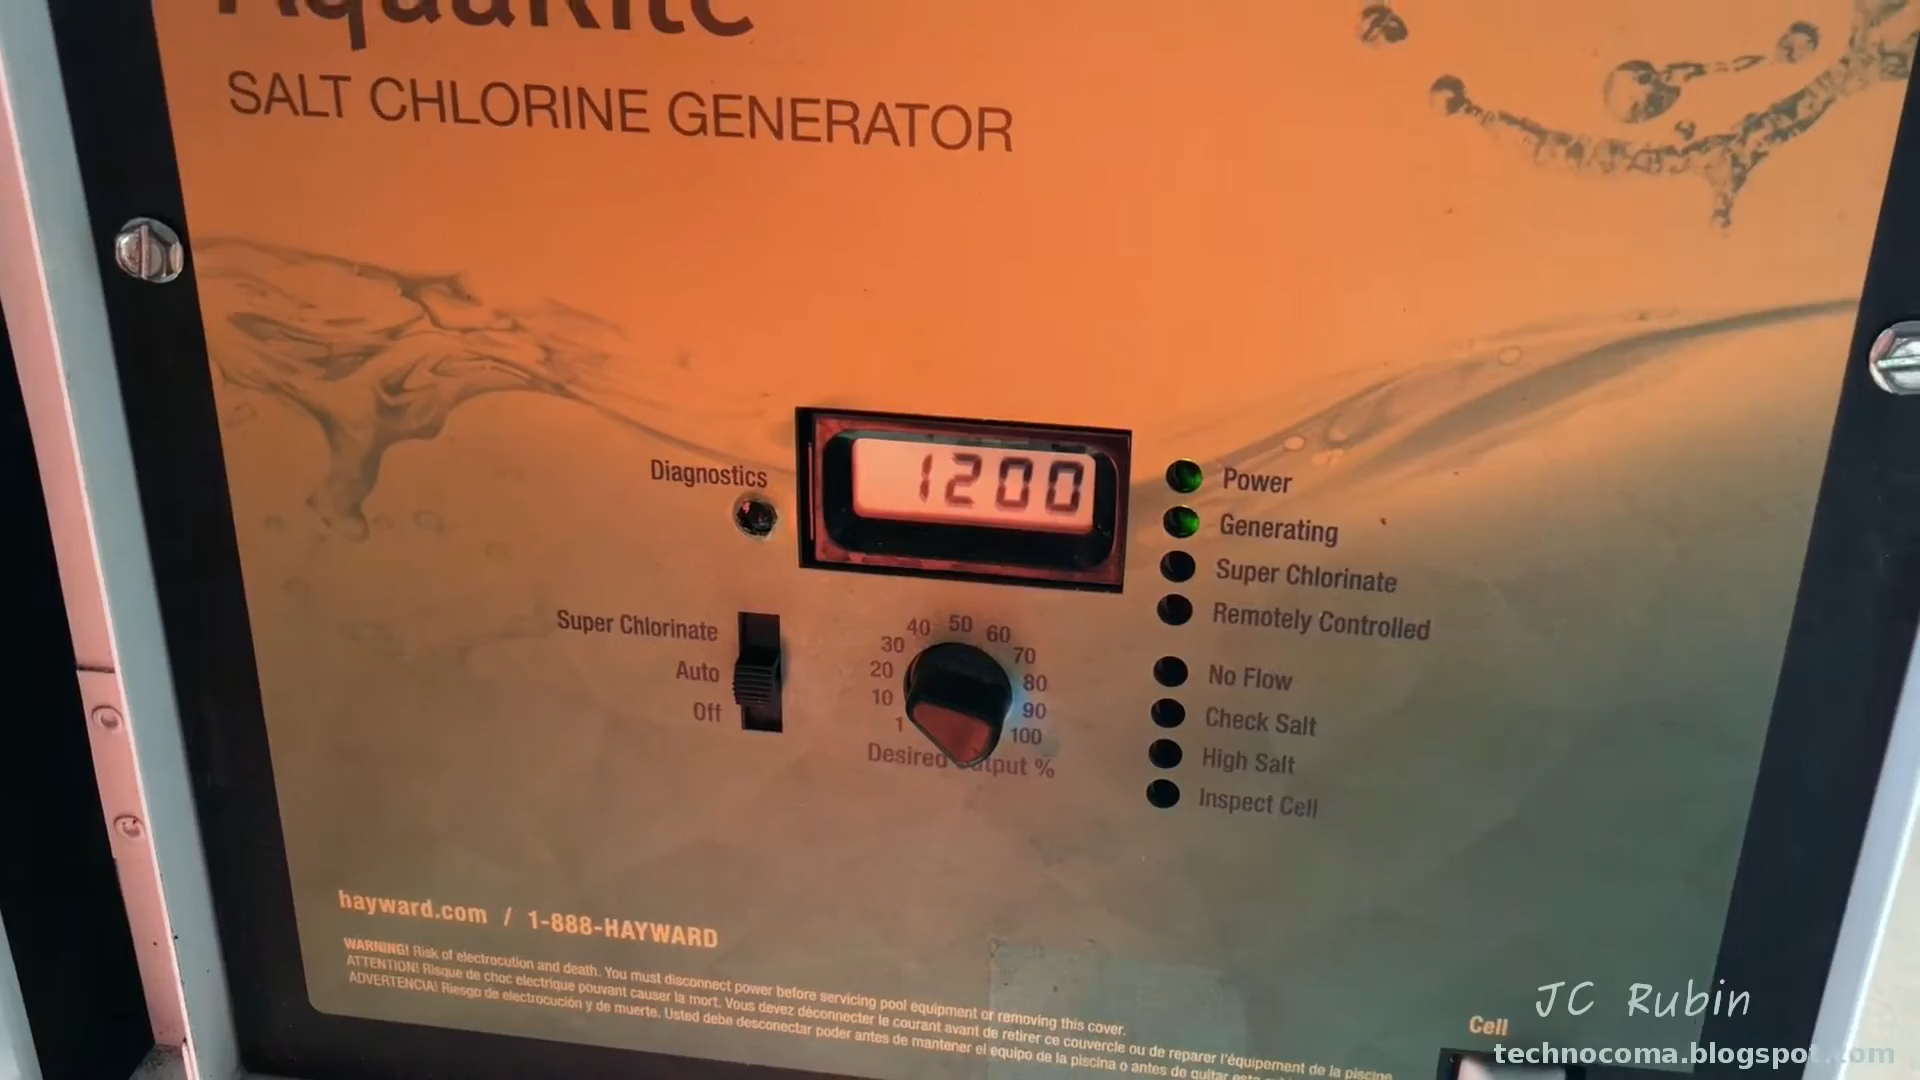 AquaRite
SALT CHLORINE GENERATOR
Diagnostics
1200
Power
Generating
Super Chlorinate
Remotely Controlled
No Flow
Check Salt
High Salt
Inspect Cell
Super Chlorinate
Auto
Off
1
10
20
30
40
50
60
70
80
90
100
Desired Output %
hayward.com / 1-888-HAYWARD
WARNING! Risk of electrocution and death. You must disconnect power before servicing pool equipment or removing this cover.
ATTENTION! Risque de choc electrique pouvant causer la mort. Vous devez déconnecter le courant avant de retirer ce couvercle ou de reparer l'équipement de la piscine
ADVERTENCIA! Riesgo de electrocución y de muerte. Usted debe desconectar poder antes de mantener el equipo de la piscina o antes de quitar
Cell
JC Rubin
technocoma.blogspot.com